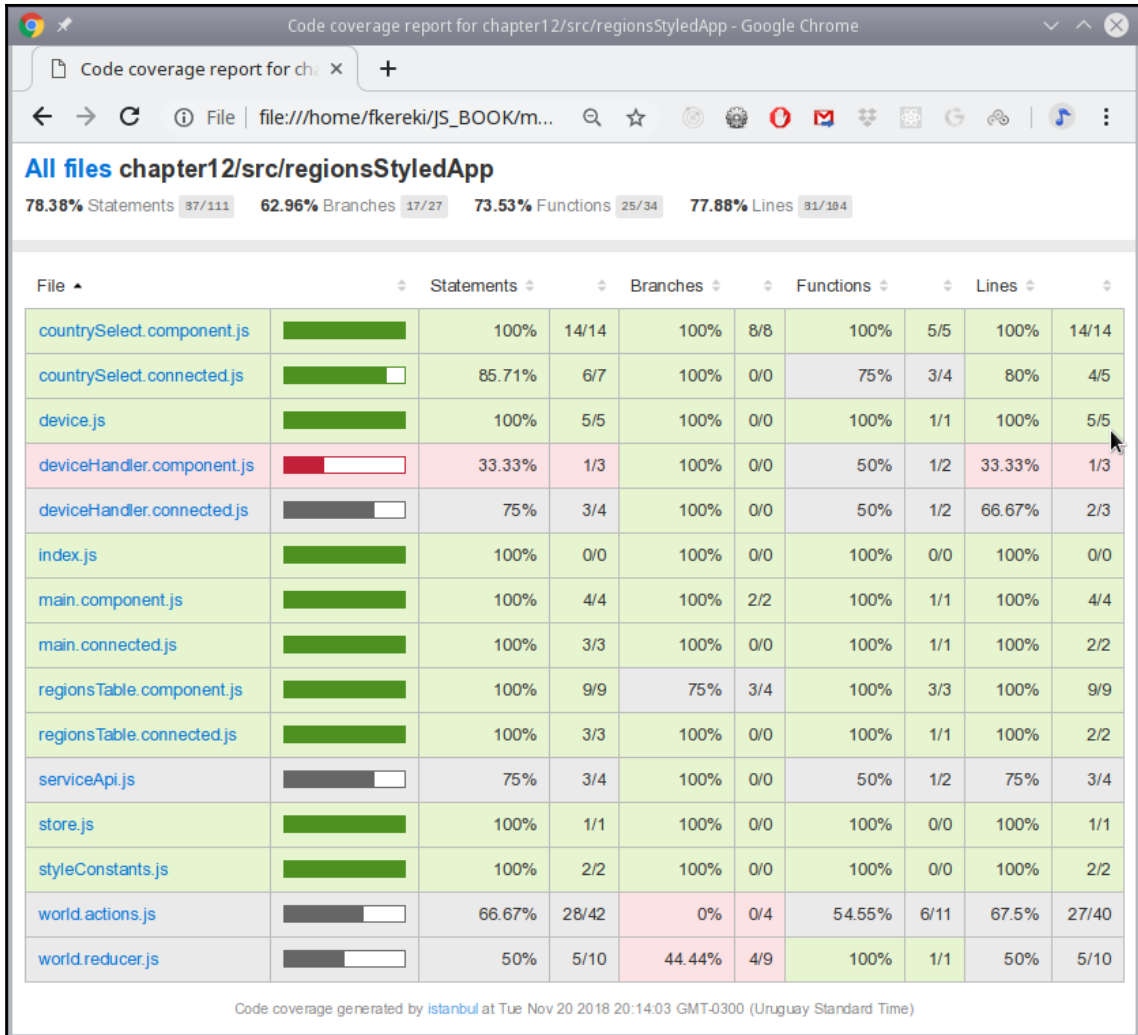 Code coverage report for chapter12/src/regionsStyledApp - Google Chrome
Code coverage report for cha
File file:///home/fkereki/JS_BOOK/m...
All files chapter12/src/regionsStyledApp
78.38% Statements 87/111 62.96% Branches 17/27 73.53% Functions 25/34 77.88% Lines 81/104
File Statements Branches Functions Lines
countrySelect.component.js 100% 14/14 100% 8/8 100% 5/5 100% 14/14
countrySelect.connected.js 85.71% 6/7 100% 0/0 75% 3/4 80% 4/5
device.js 100% 5/5 100% 0/0 100% 1/1 100% 5/5
deviceHandler.component.js 33.33% 1/3 100% 0/0 50% 1/2 33.33% 1/3
deviceHandler.connected.js 75% 3/4 100% 0/0 50% 1/2 66.67% 2/3
index.js 100% 0/0 100% 0/0 100% 0/0 100% 0/0
main.component.js 100% 4/4 100% 2/2 100% 1/1 100% 4/4
main.connected.js 100% 3/3 100% 0/0 100% 1/1 100% 2/2
regionsTable.component.js 100% 9/9 75% 3/4 100% 3/3 100% 9/9
regionsTable.connected.js 100% 3/3 100% 0/0 100% 1/1 100% 2/2
serviceApi.js 75% 3/4 100% 0/0 50% 1/2 75% 3/4
store.js 100% 1/1 100% 0/0 100% 0/0 100% 1/1
styleConstants.js 100% 2/2 100% 0/0 100% 0/0 100% 2/2
world.actions.js 66.67% 28/42 0% 0/4 54.55% 6/11 67.5% 27/40
world.reducer.js 50% 5/10 44.44% 4/9 100% 1/1 50% 5/10
Code coverage generated by istanbul at Tue Nov 20 2018 20:14:03 GMT-0300 (Uruguay Standard Time)